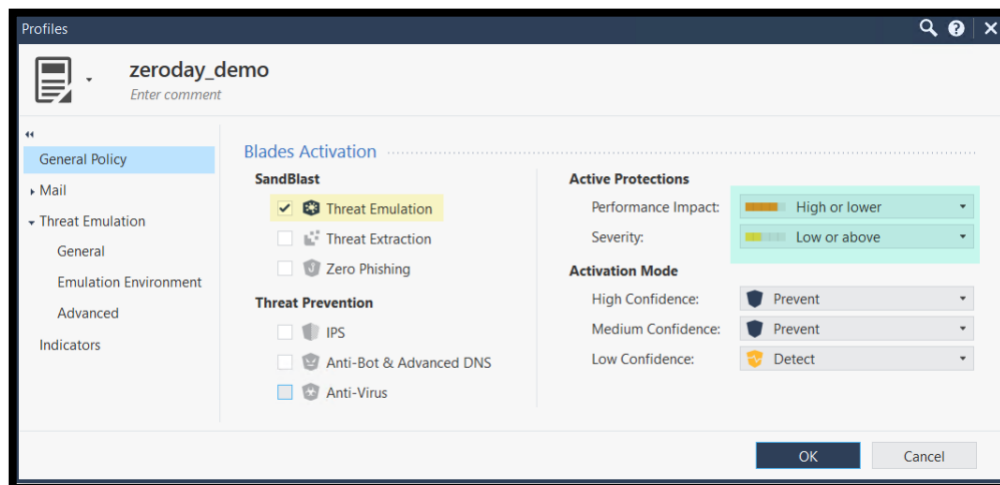 Profiles
zeroday_demo
Enter comment
General Policy
Mail
Threat Emulation
General
Emulation Environment
Advanced
Indicators
Blades Activation
SandBlast
Threat Emulation
Threat Extraction
Zero Phishing
Threat Prevention
IPS
Anti-Bot & Advanced DNS
Anti-Virus
Active Protections
Performance Impact: High or lower
Severity: Low or above
Activation Mode
High Confidence: Prevent
Medium Confidence: Prevent
Low Confidence: Detect
OK Cancel